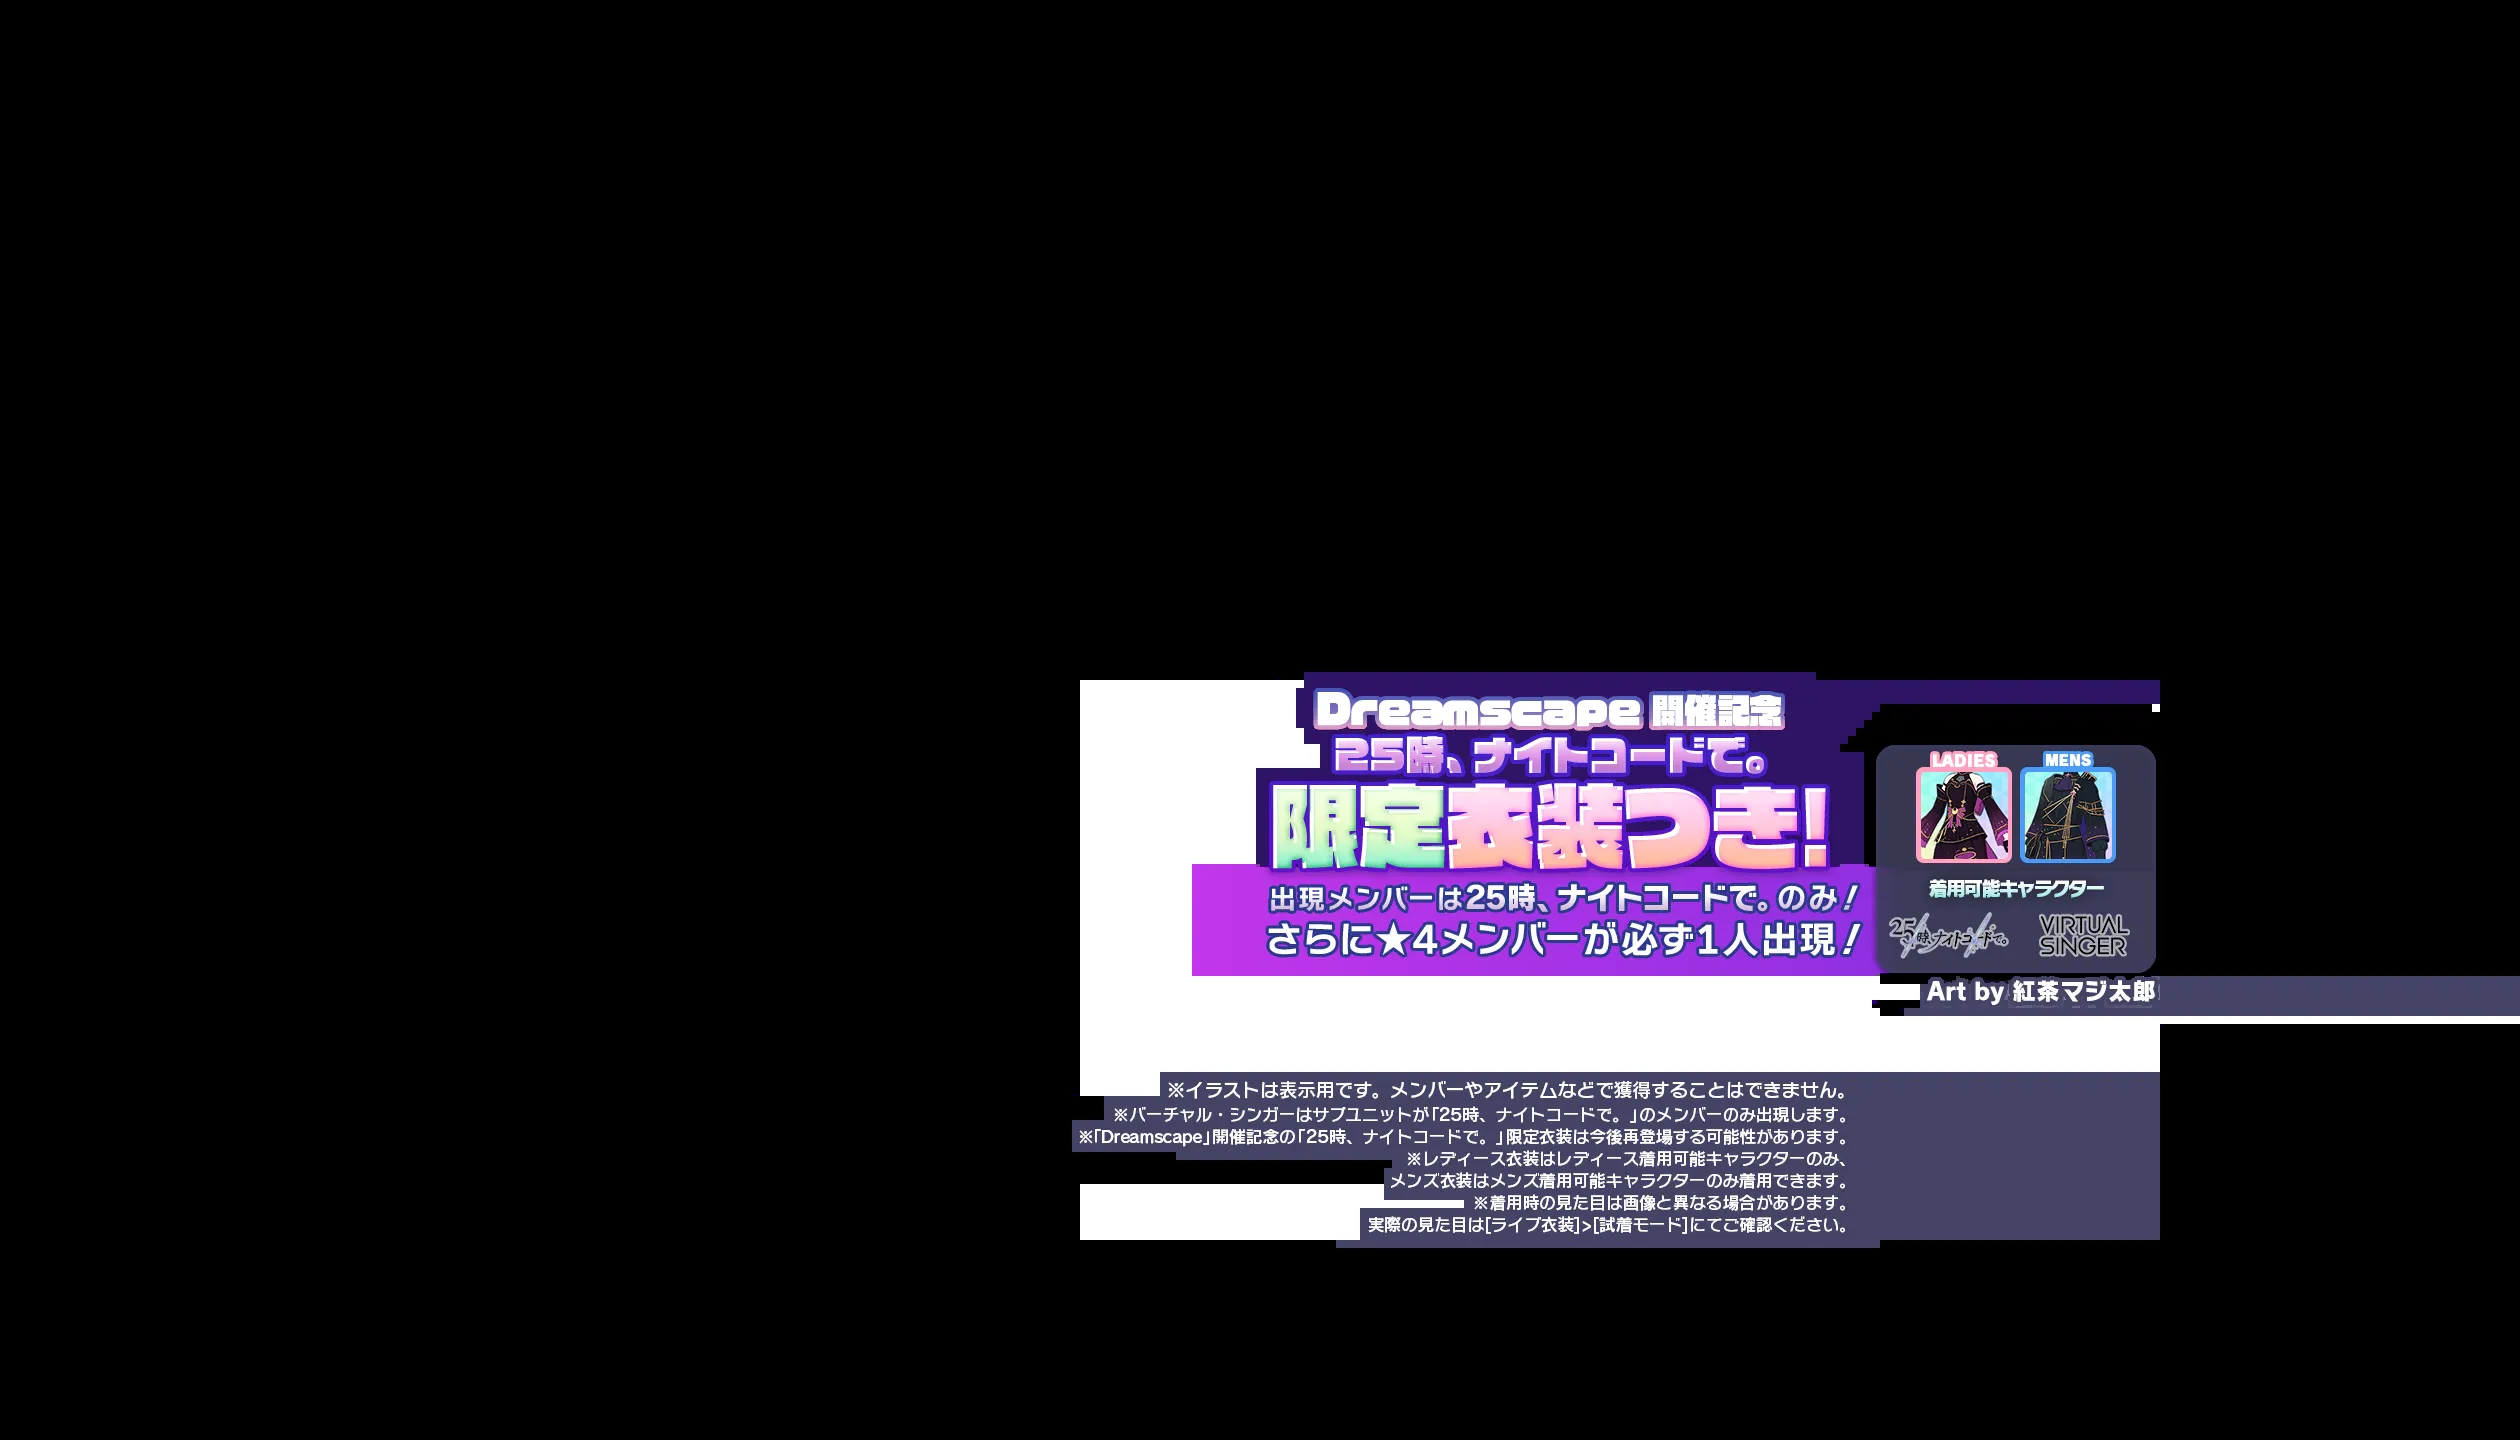 Dreamscape 開催記念
25時、ナイトコードで。
限定衣装つき!
出現メンバーは25時、ナイトコードで。のみ!
さらに★4メンバーが必ず1人出現!
LADIES
MENS
着用可能キャラクター
25時、ナイトコードで。
VIRTUAL
SINGER
Art by 紅茶マジ太郎
※イラストは表示用です。メンバーやアイテムなどで獲得することはできません。
※バーチャル・シンガーはサブユニットが「25時、ナイトコードで。」のメンバーのみ出現します。
※「Dreamscape」開催記念の「25時、ナイトコードで。」限定衣装は今後再登場する可能性があります。
※レディース衣装はレディース着用可能キャラクターのみ、
メンズ衣装はメンズ着用可能キャラクターのみ着用できます。
※着用時の見た目は画像と異なる場合があります。
実際の見た目は[ライブ衣装]>[試着モード]にてご確認ください。